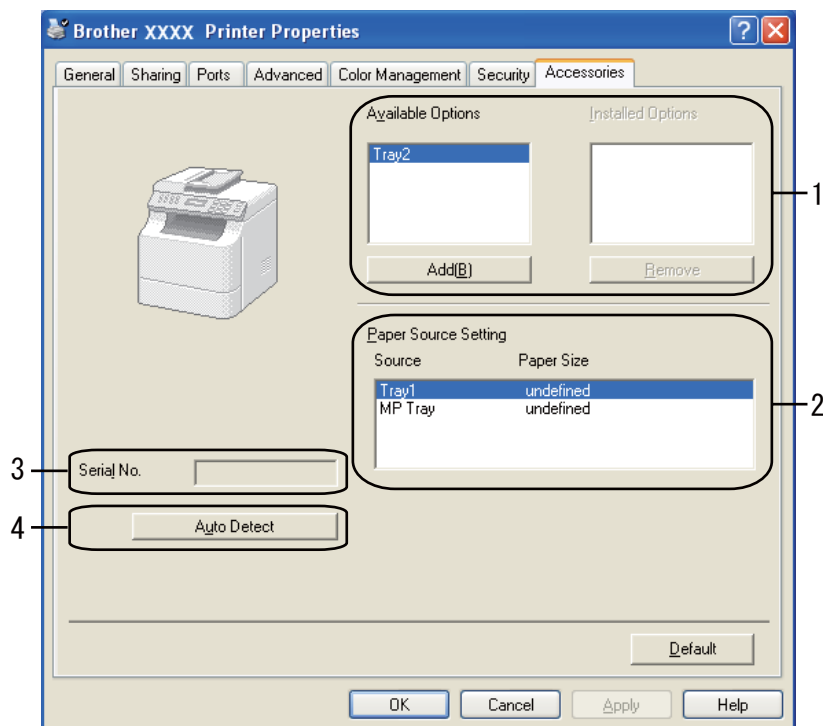 Brother XXXX Printer Properties
General Sharing Ports Advanced Color Management Security Accessories
Available Options Installed Options
Tray2
1
Add(B) Remove
Paper Source Setting
Source Paper Size
Tray1 undefined
MP Tray undefined
2
3 Serial No.
4 Auto Detect
Default
OK Cancel Apply Help